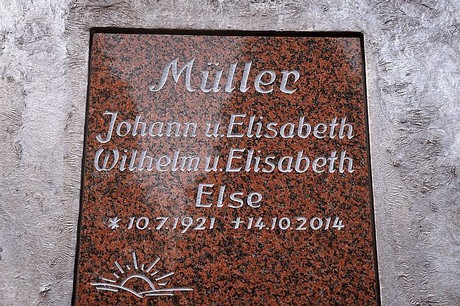 Müller
Johann u. Elisabeth
Wilhelm u. Elisabeth
Else
* 10.7.1921 +14.10.2014